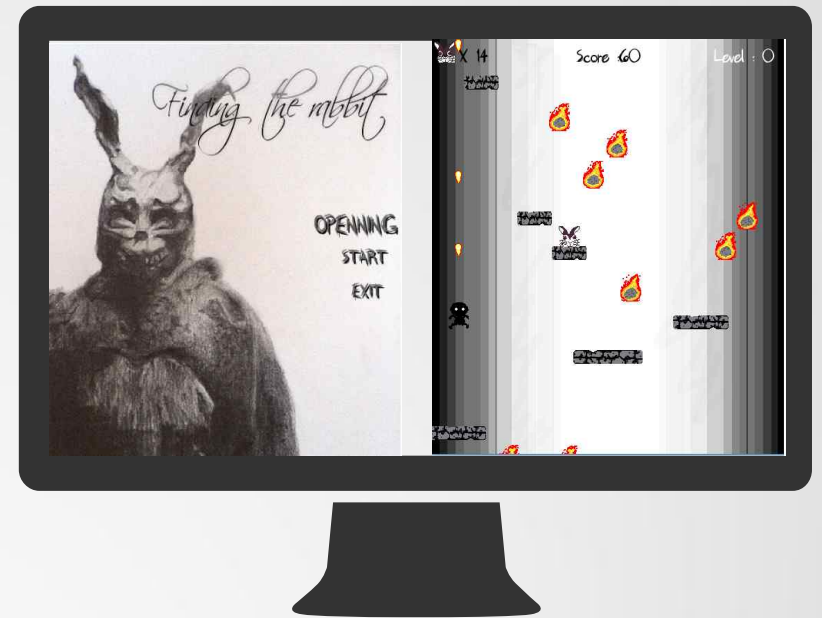 Finding the rabbit
OPENNING
START
EXIT
X 14
Score :60
Level : 0